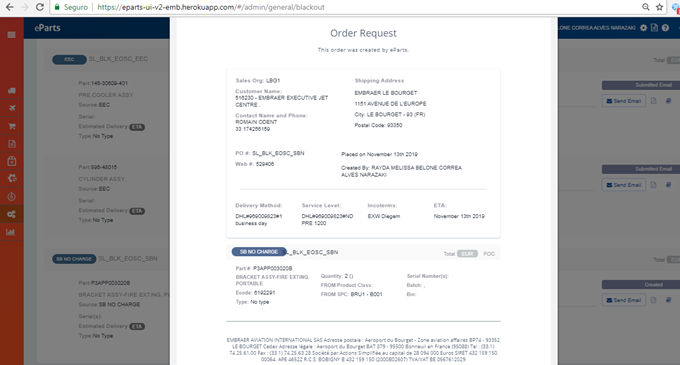 Seguro https://eparts-ui-v2-emb.herokuapp.com/#/admin/general/blackout
eParts
BELONE CORREA ALVES NARAZAKI
Order Request
This order was created by eParts.
Sales Org: LBG1
Customer Name:
516230 - EMBRAER EXECUTIVE JET
CENTRE .
Contact Name and Phone:
ROMAIN ODENT
33 174256159
Shipping Address
EMBRAER LE BOURGET
1151 AVENUE DE L'EUROPE
City: LE BOURGET - 93 (FR)
Postal Code: 93350
PO #: SL_BLK_EOSC_SBN
Web #: 529406
Placed on November 13th 2019
Created By: RAYDA MELISSA BELONE CORREA
ALVES NARAZAKI
Delivery Method:
DHL#969009823#1
business day
Service Level:
DHL#969009823#ND
PRE 1200
Incoterms:
EXW Diegem
ETA:
November 13th 2019
SB NO CHARGE SL_BLK_EOSC_SBN
Total EUR FOC
Part #: P3APP003020B
BRACKET ASSY-FIRE EXTING.
PORTABLE
Ecode: 6192291
Type: No type
Quantity: 2 ()
FROM Product Class:
FROM SPC: BRU1 - B001
Serial Number(s):
Batch: ,
Bin:
EMBRAER AVIATION INTERNATIONAL SAS Adresse postale : Aeroport du Bourget - Zone aviation affaires BP74 - 93352
LE BOURGET Cedex Adresse légale : Aeroport du Bourget BAT 379 - 95500 Bonneuil en France (95088) Tel : (33.1)
74.25.61.00 Fax : (33.1) 74.25.63.28 Société par Actions Simplifiée au capital de 28 094 000 Euros SIRET 432 159 150
00064. APE 4652Z R.C.S. BOBIGNY B 432 159 150 (2000B02607) TVA/VAT BE 0567612029
EEC SL_BLK_EOSC_EEC
Part:145-30609-401
PRE:COOLER ASSY
Source:EEC
Serial:
Estimated Delivery ETA
Type: No Type
Part:995-48016
CYLINDER ASSY
Source:EEC
Serial:
Estimated Delivery ETA
Type: No Type
SB NO CHARGE SL_BLK_EOSC_SBN
Part:P3APP003020B
BRACKET ASSY-FIRE EXTING. P
Source:SB NO CHARGE
Serial(s):
Estimated Delivery ETA
Type: No Type
Total
Submitted Email
Send Email
Submitted Email
Send Email
Total
Created
Send Email